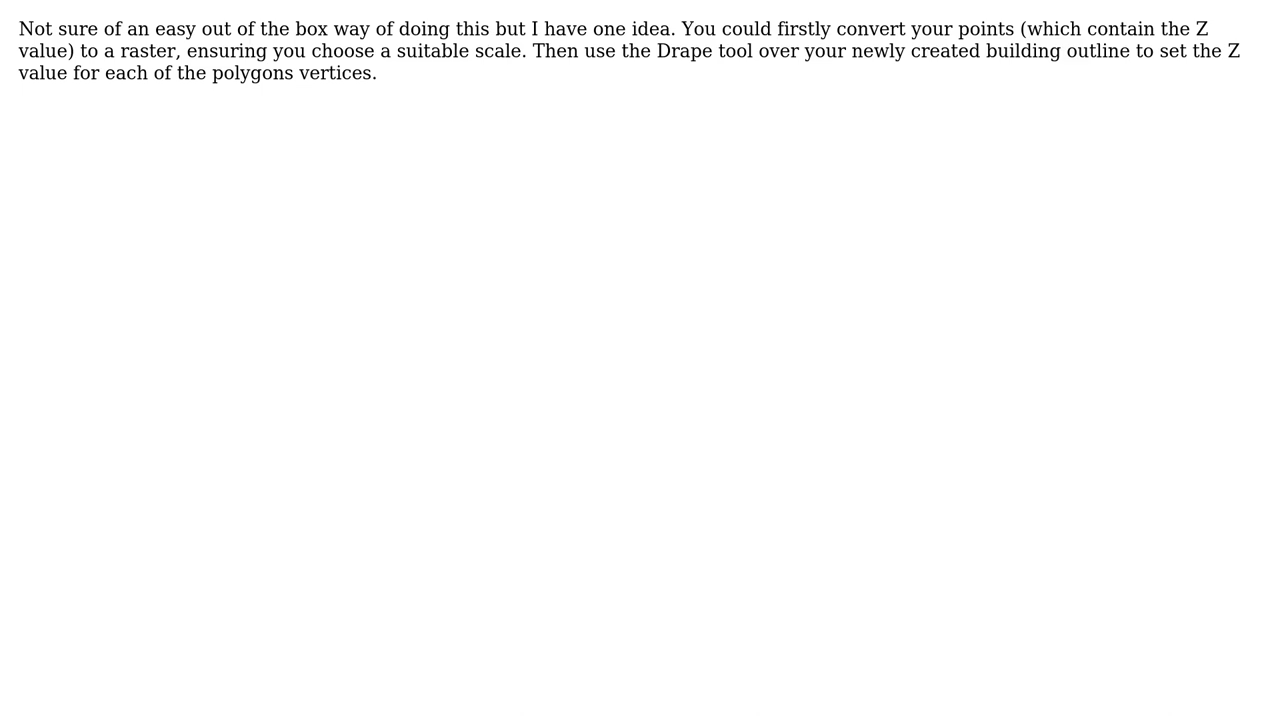 Not sure of an easy out of the box way of doing this but I have one idea. You could firstly convert your points (which contain the Z
value) to a raster, ensuring you choose a suitable scale. Then use the Drape tool over your newly created building outline to set the Z
value for each of the polygons vertices.